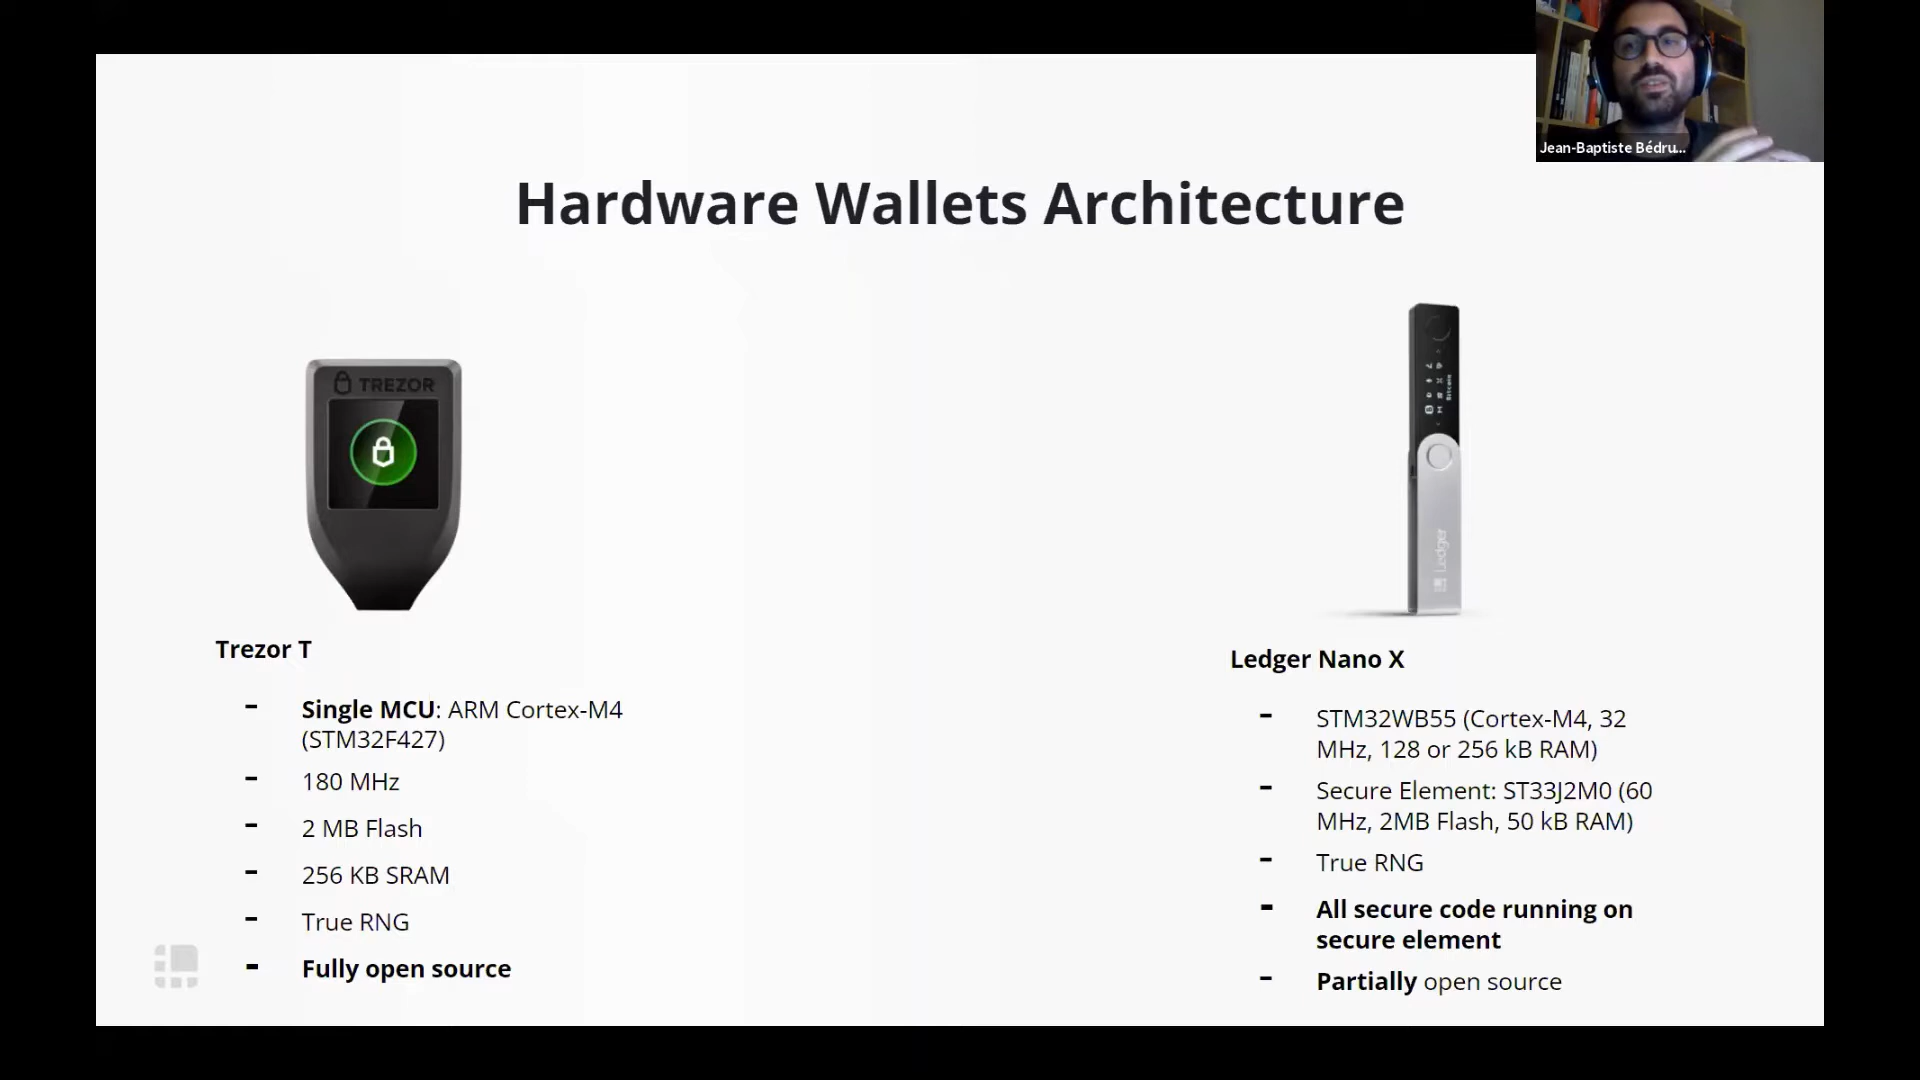 Jean-Baptiste Bédru...
Hardware Wallets Architecture
TREZOR
Bitcoin
Ledger
Trezor T
- Single MCU: ARM Cortex-M4
(STM32F427)
- 180 MHz
- 2 MB Flash
- 256 KB SRAM
- True RNG
- Fully open source
Ledger Nano X
- STM32WB55 (Cortex-M4, 32
MHz, 128 or 256 kB RAM)
- Secure Element: ST33J2M0 (60
MHz, 2MB Flash, 50 kB RAM)
- True RNG
- All secure code running on
secure element
- Partially open source